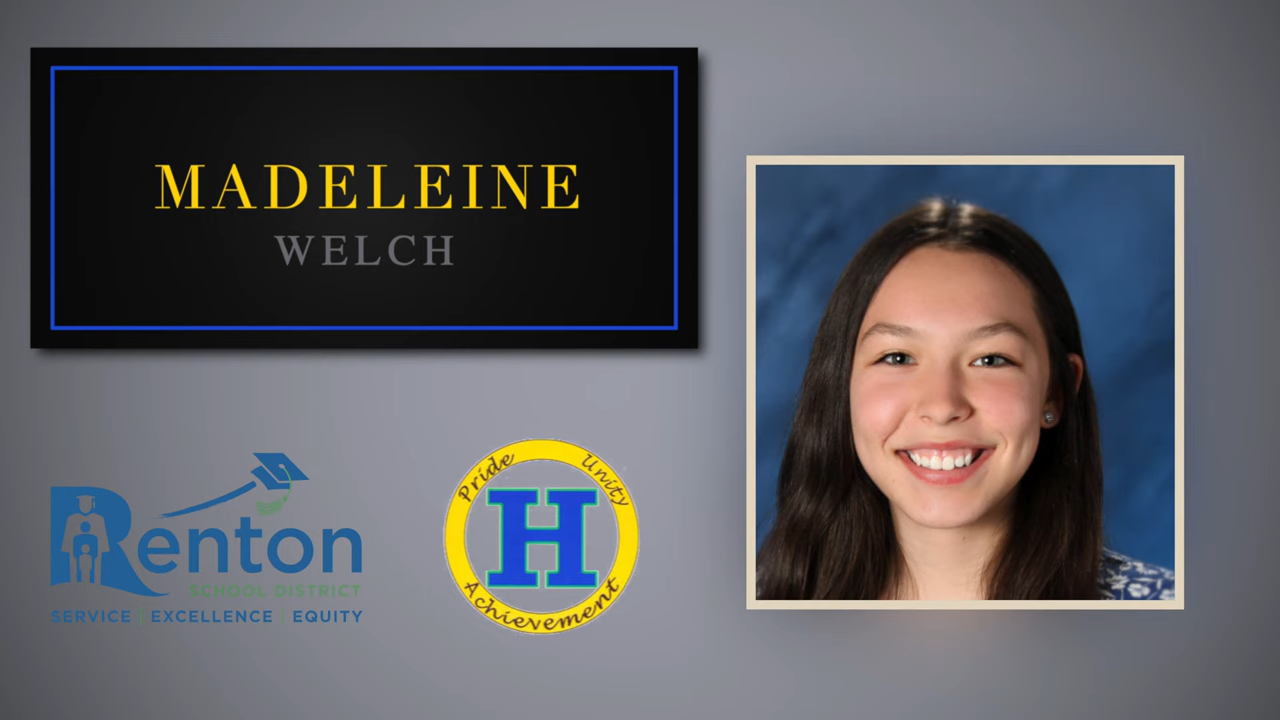 MADELEINE
WELCH
Renton
SCHOOL DISTRICT
SERVICE | EXCELLENCE | EQUITY
Pride Unity
H
Achievement